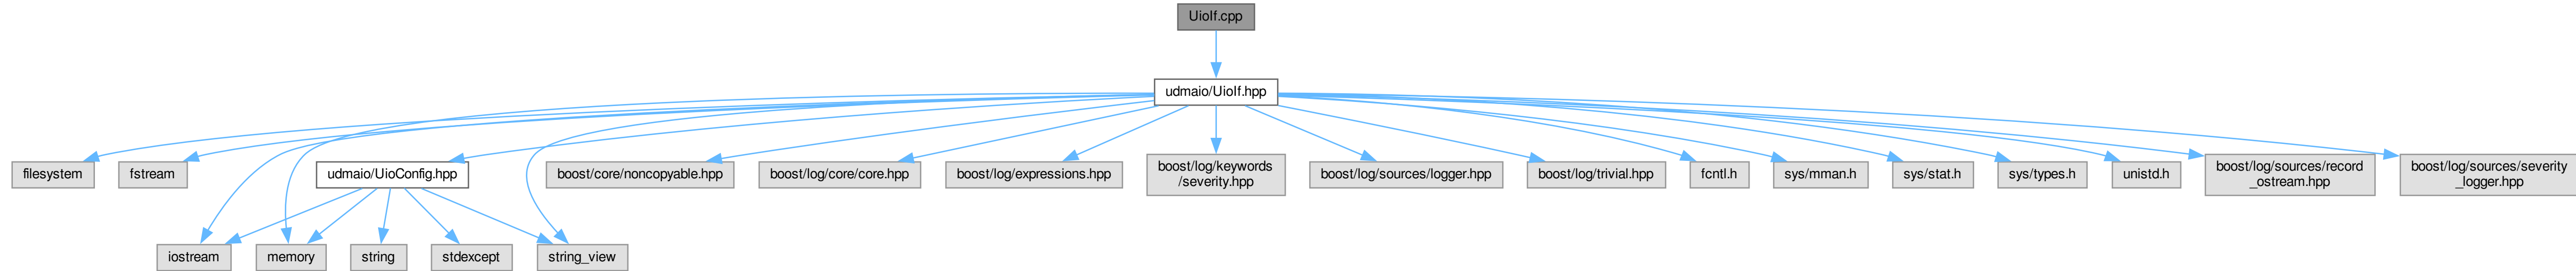 UioIf.cpp
udmaio/UioIf.hpp
filesystem
fstream
udmaio/UioConfig.hpp
boost/core/noncopyable.hpp
boost/log/core/core.hpp
boost/log/expressions.hpp
boost/log/keywords
/severity.hpp
boost/log/sources/logger.hpp
boost/log/trivial.hpp
fcntl.h
sys/mman.h
sys/stat.h
sys/types.h
unistd.h
boost/log/sources/record
_ostream.hpp
boost/log/sources/severity
_logger.hpp
iostream
memory
string
stdexcept
string_view